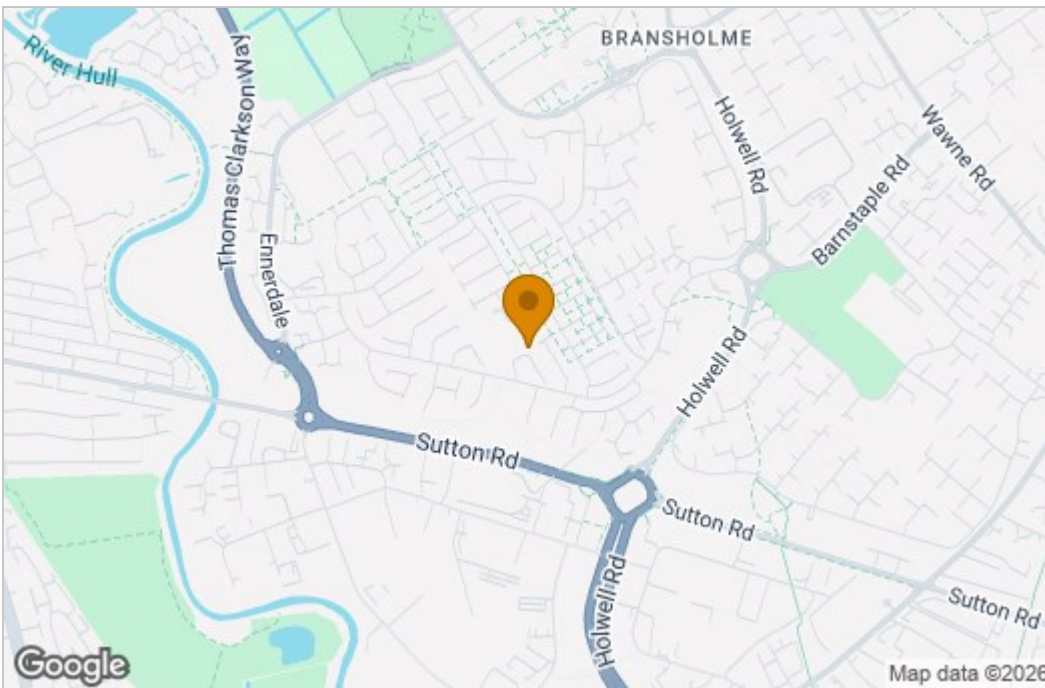 BRANSHOLME
River Hull
Thomas Clarkson Way
Holwell Rd
Wawne Rd
Barnstaple Rd
Ennerdale
Holwell Rd
Sutton Rd
Sutton Rd
Holwell Rd
Sutton Rd
Google
Map data ©2026